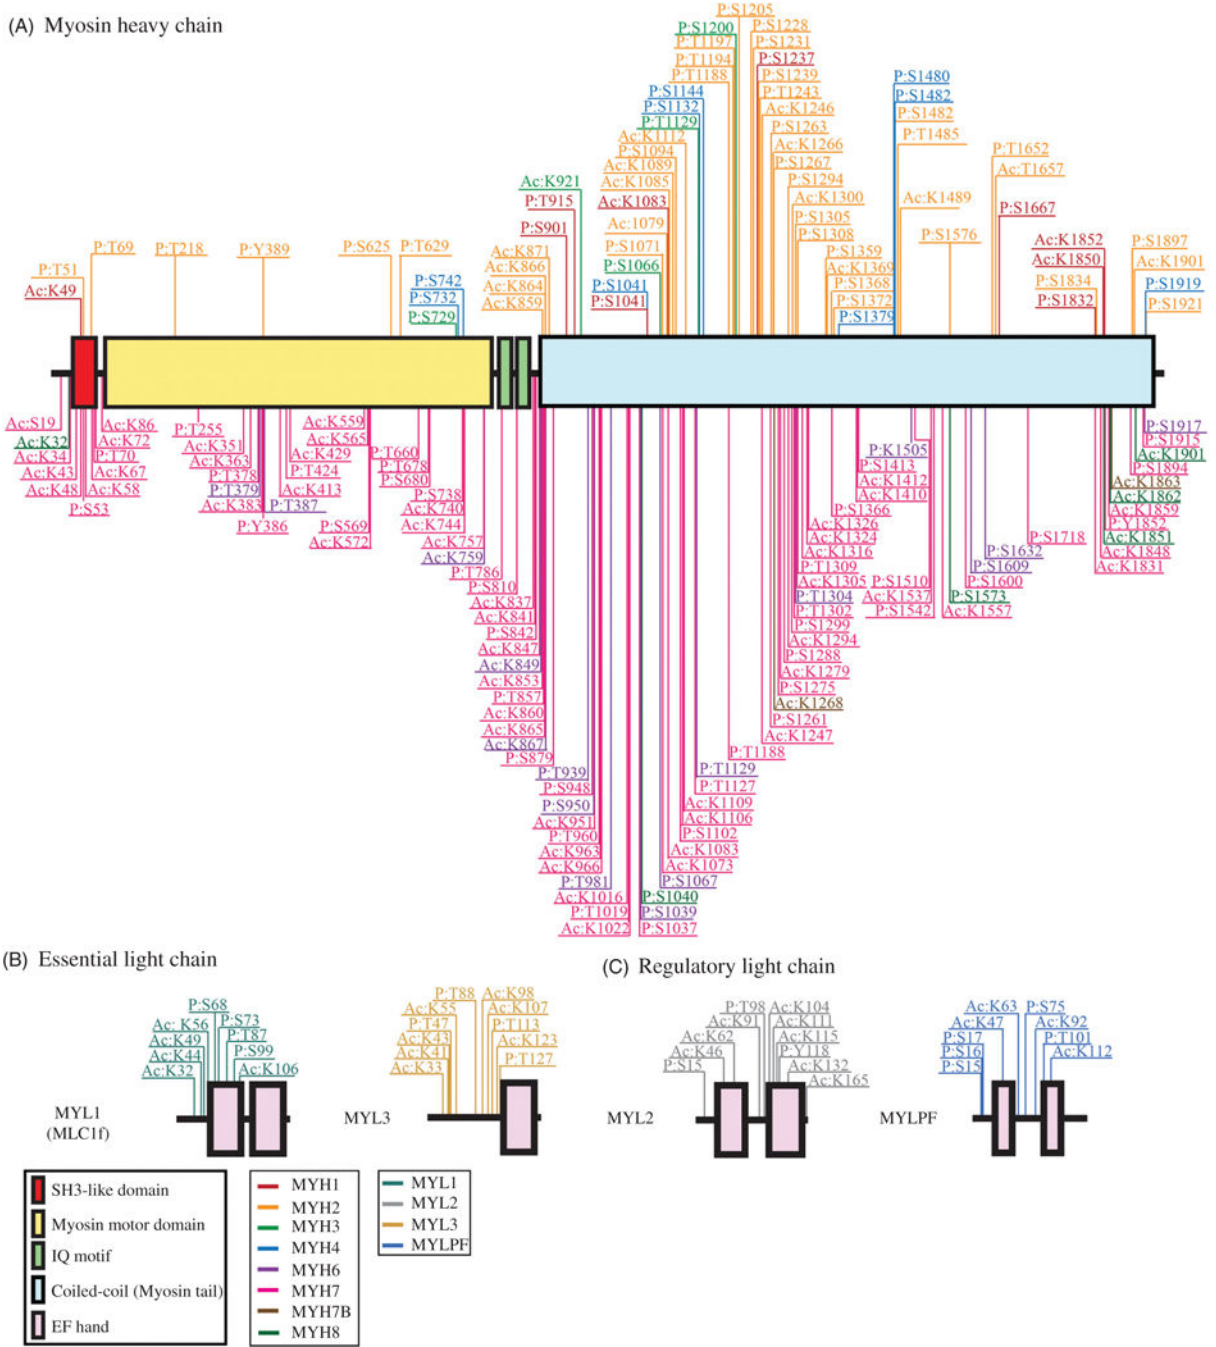 (A) Myosin heavy chain
P:S1205
P:S1200
P:S1228
P:T1197
P:S1231
P:T1194
P:S1237
P:T1188
P:S1239
P:S1144
P:T1243
P:S1132
Ac:K1246
P:T1129
P:S1263
Ac:K1112
Ac:K1266
P:S1094
P:S1267
Ac:K1089
P:S1294
Ac:K1085
Ac:K1300
Ac:K1083
P:S1305
Ac:1079
P:S1308
P:S1071
P:S1359
P:S1066
Ac:K1369
P:S1041
P:S1368
P:S1041
P:S1372
P:S1379
P:S1480
P:S1482
P:S1482
P:T1485
Ac:K1489
P:S1576
P:T1652
Ac:T1657
P:S1667
Ac:K1852
Ac:K1850
P:S1834
P:S1832
P:S1897
Ac:K1901
P:S1919
P:S1921
Ac:K921
P:T915
P:S901
Ac:K871
Ac:K866
Ac:K864
Ac:K859
P:T69
P:T51
Ac:K49
P:T218
P:Y389
P:S625
P:T629
P:S742
P:S732
P:S729
Ac:S19
Ac:K32
Ac:K34
Ac:K43
Ac:K48
P:S53
Ac:K86
Ac:K72
P:T70
Ac:K67
Ac:K58
P:T255
Ac:K351
Ac:K363
P:T378
P:T379
Ac:K383
P:T387
P:Y386
Ac:K559
Ac:K565
Ac:K429
P:T424
Ac:K413
P:S569
Ac:K572
P:T660
P:T678
P:S680
P:S738
Ac:K740
Ac:K744
Ac:K757
Ac:K759
P:T786
P:S810
Ac:K837
Ac:K841
P:S842
Ac:K847
Ac:K849
Ac:K853
P:T857
Ac:K860
Ac:K865
Ac:K867
P:S879
P:T939
P:S948
P:S950
Ac:K951
P:T960
Ac:K963
Ac:K966
P:T981
Ac:K1016
P:T1019
Ac:K1022
P:S1037
P:S1039
P:S1040
P:S1067
Ac:K1073
Ac:K1083
P:S1102
Ac:K1106
Ac:K1109
P:T1127
P:T1129
P:T1188
Ac:K1247
P:S1261
Ac:K1268
P:S1275
Ac:K1279
P:S1288
Ac:K1294
P:S1299
P:T1302
P:T1304
Ac:K1305
P:T1309
Ac:K1316
Ac:K1324
Ac:K1326
P:S1366
Ac:K1410
Ac:K1412
P:S1413
P:K1505
P:S1510
Ac:K1537
P:S1542
Ac:K1557
P:S1573
P:S1600
P:S1609
P:S1632
P:S1718
P:S1917
P:S1915
Ac:K1901
P:S1894
Ac:K1863
Ac:K1862
Ac:K1859
P:Y1852
Ac:K1851
Ac:K1848
Ac:K1831
(B) Essential light chain
P:S68
Ac:K56
P:S73
Ac:K49
P:T87
Ac:K44
P:S99
Ac:K32
Ac:K106
MYL1
(MLC1f)
P:T88
Ac:K98
Ac:K55
Ac:K107
P:T47
P:T113
Ac:K43
Ac:K123
Ac:K41
P:T127
Ac:K33
MYL3
(C) Regulatory light chain
P:T98
Ac:K104
Ac:K91
Ac:K111
Ac:K62
Ac:K115
Ac:K46
P:Y118
P:S15
Ac:K132
Ac:K165
MYL2
Ac:K63
P:S75
Ac:K47
Ac:K92
P:S17
P:T101
P:S16
Ac:K112
P:S15
MYLPF
SH3-like domain
Myosin motor domain
IQ motif
Coiled-coil (Myosin tail)
EF hand
MYH1
MYH2
MYH3
MYH4
MYH6
MYH7
MYH7B
MYH8
MYL1
MYL2
MYL3
MYLPF